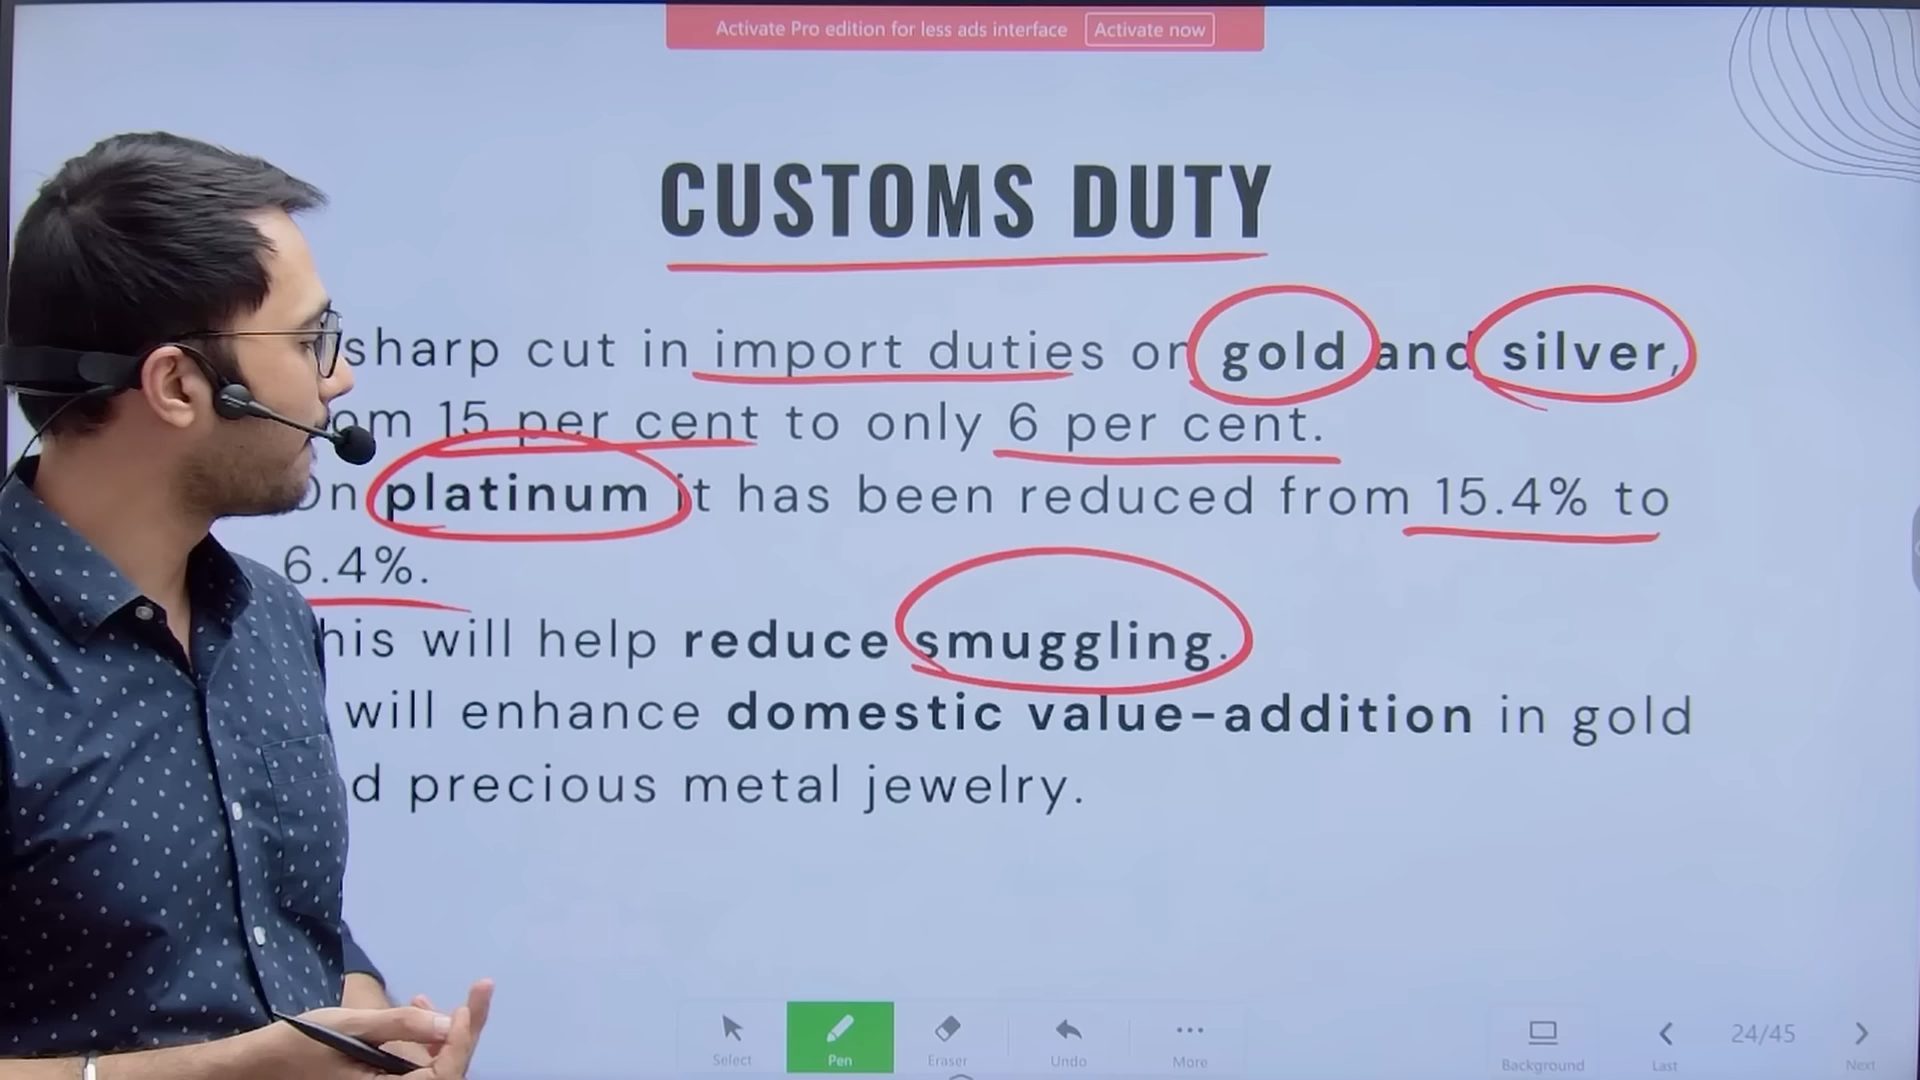 Activate Pro edition for less ads interface Activate now
CUSTOMS DUTY
sharp cut in import duties on gold and silver,
15 per cent to only 6 per cent.
On platinum it has been reduced from 15.4% to
6.4%.
will help reduce smuggling.
will enhance domestic value-addition in gold
precious metal jewelry.
Select Pen Eraser Undo More Background Last 24/45 Next